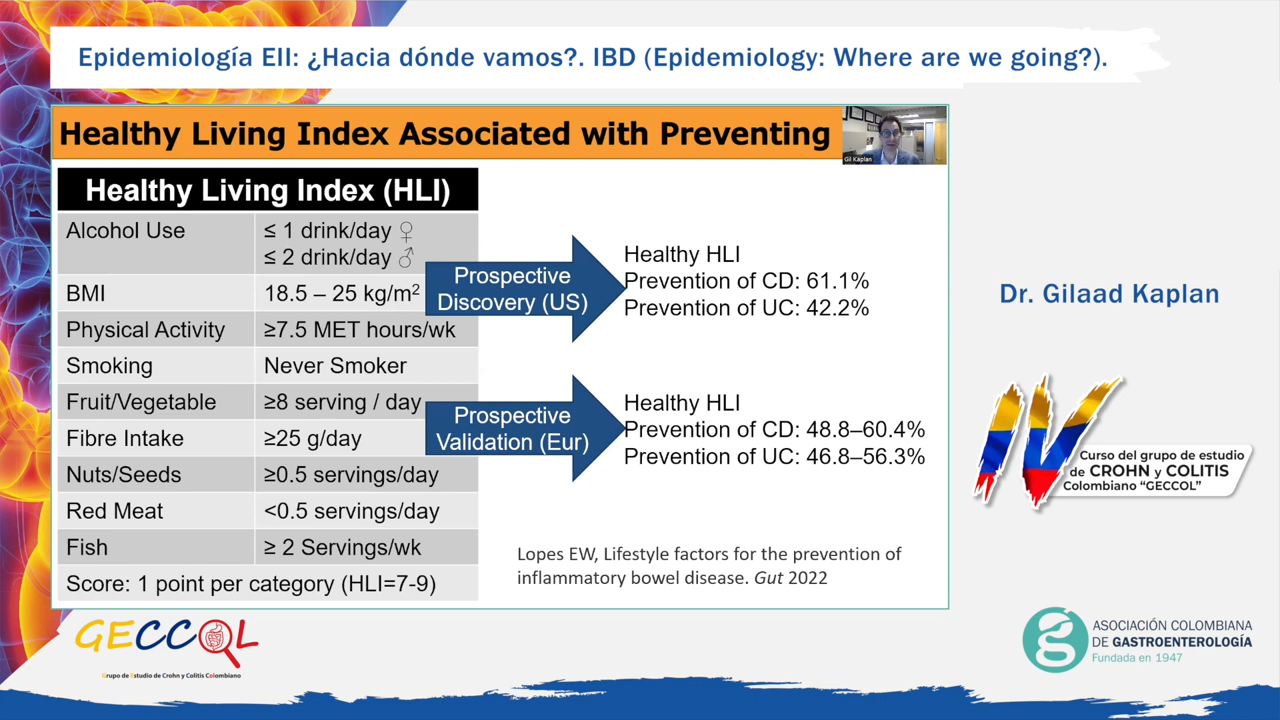 Epidemiología EII: ¿Hacia dónde vamos?. IBD (Epidemiology: Where are we going?).
Healthy Living Index Associated with Preventing
Gil Kaplan
Healthy Living Index (HLI)
Alcohol Use ≤ 1 drink/day ♀
≤ 2 drink/day ♂
BMI 18.5 – 25 kg/m²
Physical Activity ≥7.5 MET hours/wk
Smoking Never Smoker
Fruit/Vegetable ≥8 serving / day
Fibre Intake ≥25 g/day
Nuts/Seeds ≥0.5 servings/day
Red Meat <0.5 servings/day
Fish ≥ 2 Servings/wk
Score: 1 point per category (HLI=7-9)
Prospective
Discovery (US)
Healthy HLI
Prevention of CD: 61.1%
Prevention of UC: 42.2%
Prospective
Validation (Eur)
Healthy HLI
Prevention of CD: 48.8–60.4%
Prevention of UC: 46.8–56.3%
Lopes EW, Lifestyle factors for the prevention of
inflammatory bowel disease. Gut 2022
Dr. Gilaad Kaplan
IV
Curso del grupo de estudio
de CROHN y COLITIS
Colombiano “GECCOL”
GECCOL
Grupo de Estudio de Crohn y Colitis Colombiano
ASOCIACIÓN COLOMBIANA
DE GASTROENTEROLOGÍA
Fundada en 1947